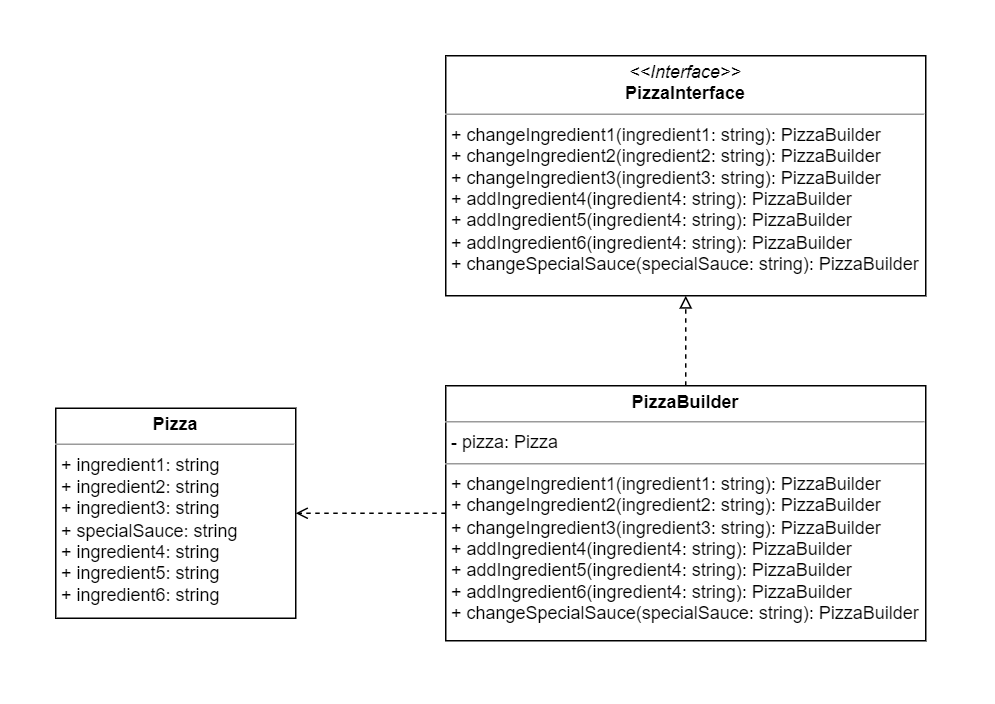 <<Interface>>
PizzaInterface
+ changeIngredient1(ingredient1: string): PizzaBuilder
+ changeIngredient2(ingredient2: string): PizzaBuilder
+ changeIngredient3(ingredient3: string): PizzaBuilder
+ addIngredient4(ingredient4: string): PizzaBuilder
+ addIngredient5(ingredient4: string): PizzaBuilder
+ addIngredient6(ingredient4: string): PizzaBuilder
+ changeSpecialSauce(specialSauce: string): PizzaBuilder
Pizza
+ ingredient1: string
+ ingredient2: string
+ ingredient3: string
+ specialSauce: string
+ ingredient4: string
+ ingredient5: string
+ ingredient6: string
PizzaBuilder
- pizza: Pizza
+ changeIngredient1(ingredient1: string): PizzaBuilder
+ changeIngredient2(ingredient2: string): PizzaBuilder
+ changeIngredient3(ingredient3: string): PizzaBuilder
+ addIngredient4(ingredient4: string): PizzaBuilder
+ addIngredient5(ingredient4: string): PizzaBuilder
+ addIngredient6(ingredient4: string): PizzaBuilder
+ changeSpecialSauce(specialSauce: string): PizzaBuilder